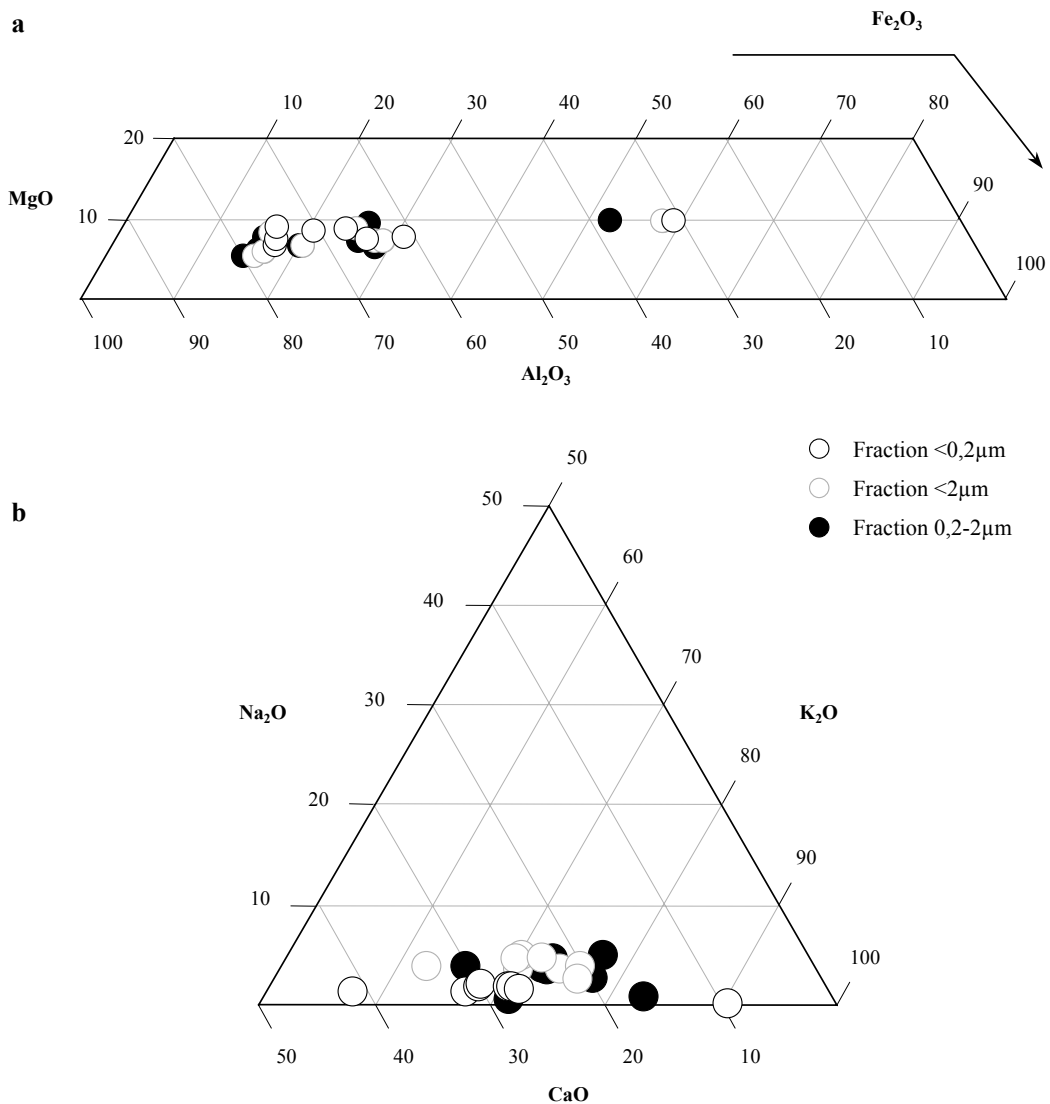 a
Fe₂O₃
10 20 30 40 50 60 70 80
20
MgO
10
90
100
100 90 80 70 60 50 40 30 20 10
Al₂O₃
Fraction <0,2µm
Fraction <2µm
Fraction 0,2-2µm
b
50
50
60
40
70
30
Na₂O
K₂O
80
20
90
10
100
50 40 30 20 10
CaO